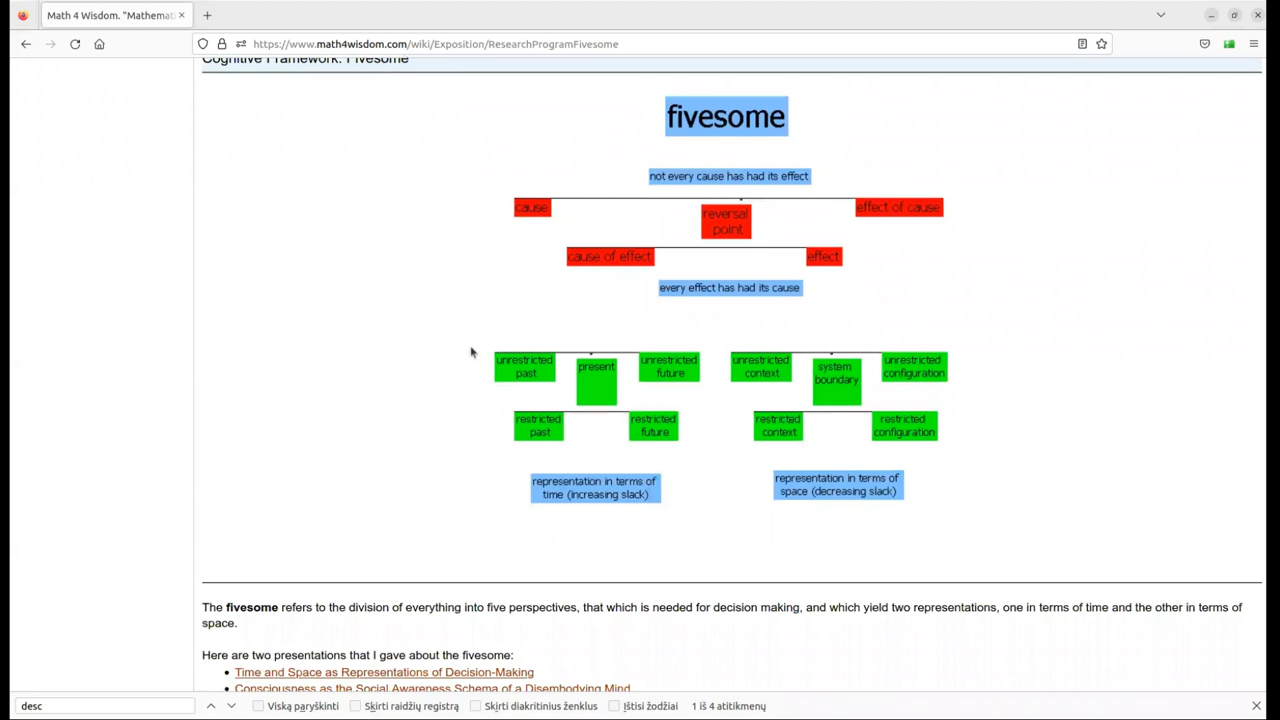 Math 4 Wisdom. "Mathemati
https://www.math4wisdom.com/wiki/Exposition/ResearchProgramFivesome
Cognitive Framework: Fivesome
fivesome
not every cause has had its effect
cause
effect of cause
reversal
point
cause of effect
effect
every effect has had its cause
unrestricted
past
present
unrestricted
future
restricted
past
restricted
future
representation in terms of
time (increasing slack)
unrestricted
context
system
boundary
unrestricted
configuration
restricted
context
restricted
configuration
representation in terms of
space (decreasing slack)
The fivesome refers to the division of everything into five perspectives, that which is needed for decision making, and which yield two representations, one in terms of time and the other in terms of
space.
Here are two presentations that I gave about the fivesome:
Time and Space as Representations of Decision-Making
Consciousness as the Social Awareness Schema of a Disembodying Mind
desc
Viską paryškinti
Skirti raidžių registrą
Skirti diakritinius ženklus
Ištisi žodžiai
1 iš 4 atitikmenų